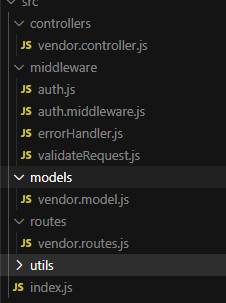 src
controllers
JS vendor.controller.js
middleware
JS auth.js
JS auth.middleware.js
JS errorHandler.js
JS validateRequest.js
models
JS vendor.model.js
routes
JS vendor.routes.js
utils
JS index.js